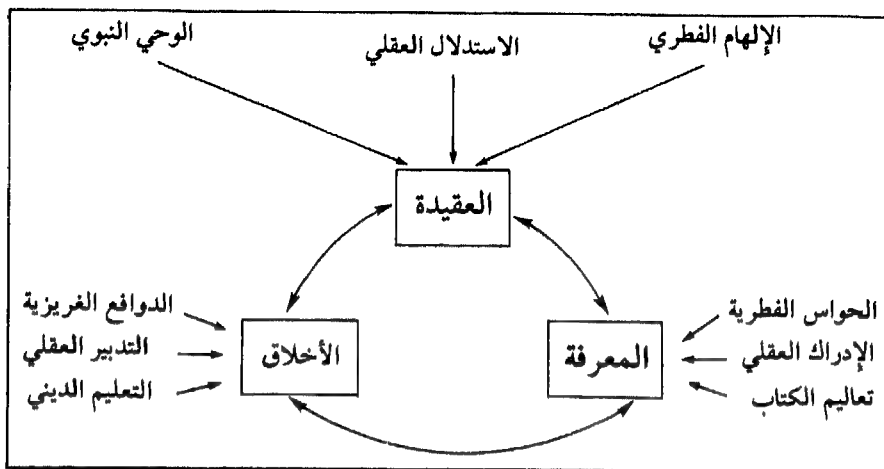 الإلهام الفطري
الاستدلال العقلي
الوحي النبوي
العقيدة
الحواس الفطرية
الإدراك العقلي
تعاليم الكتاب
المعرفة
الأخلاق
الدوافع الغريزية
التدبير العقلي
التعليم الديني